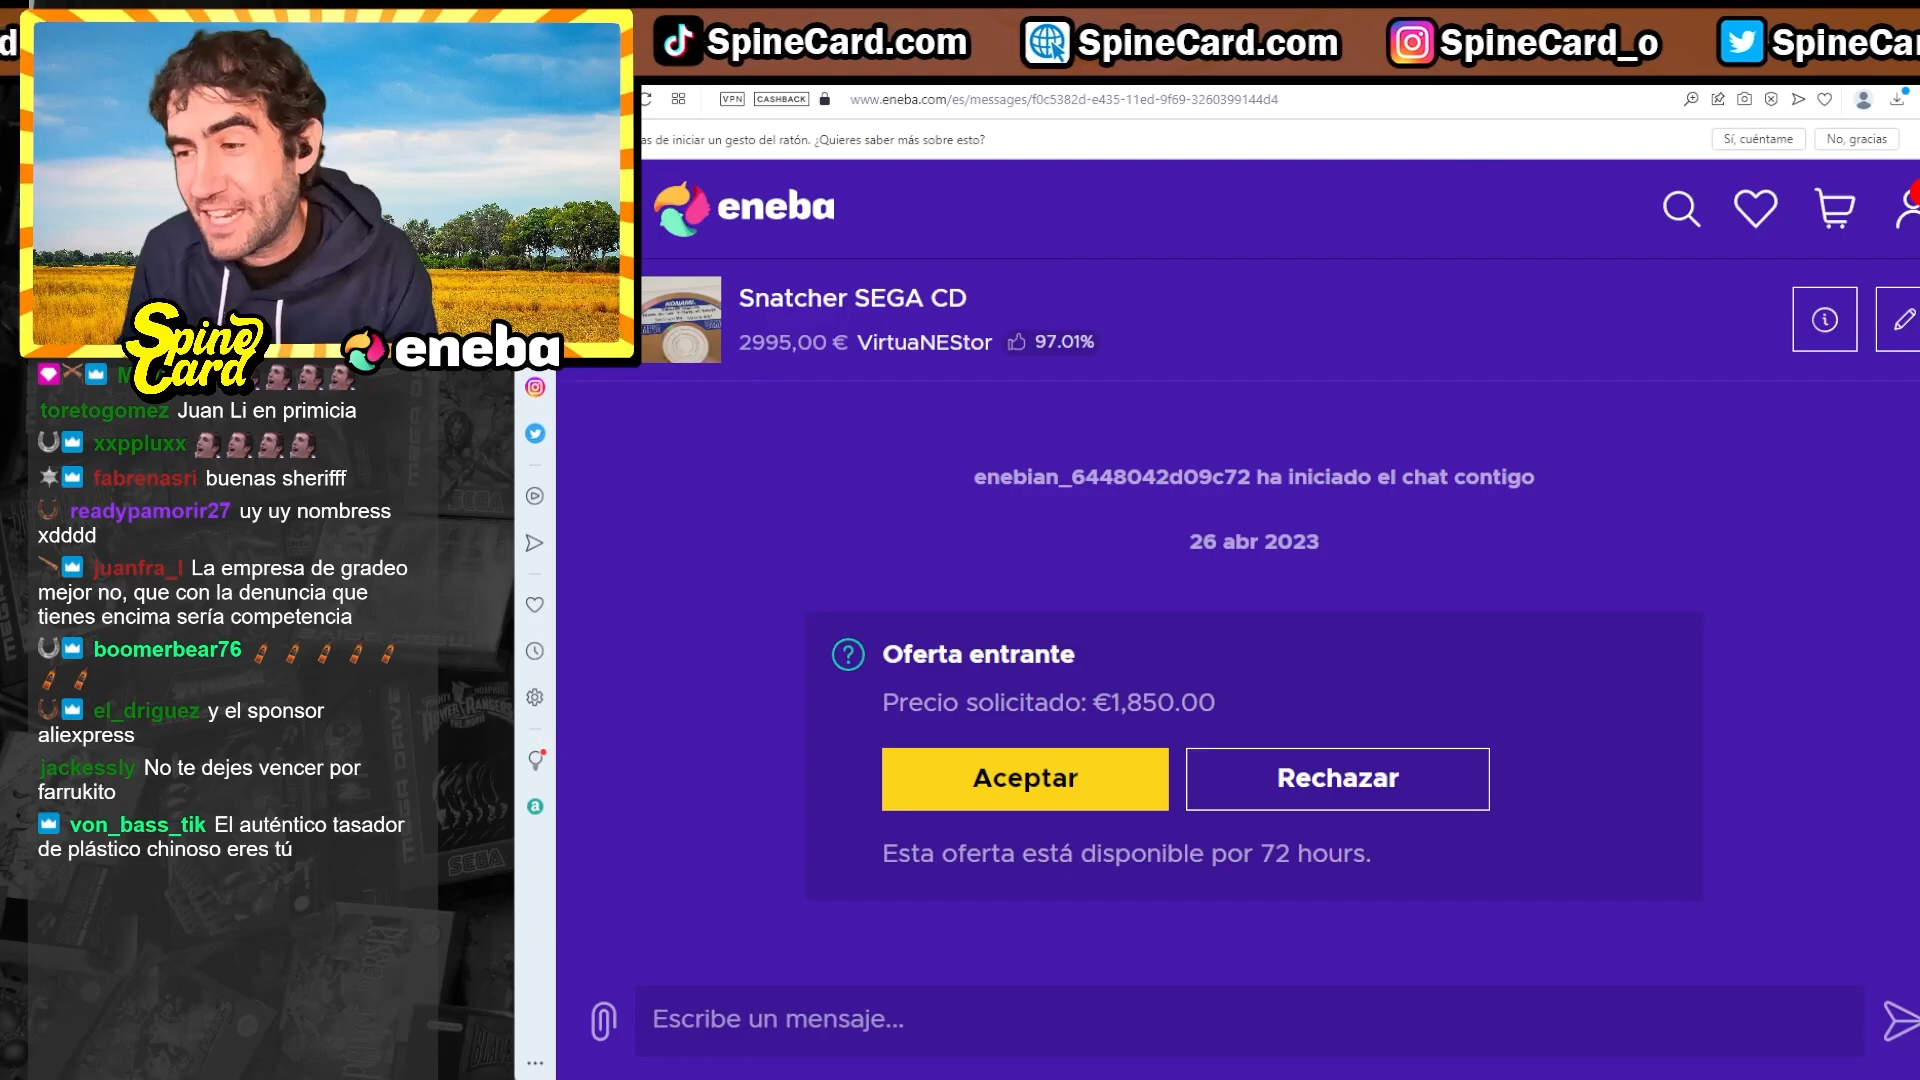 d
SpineCard.com
SpineCard.com
SpineCard_o
SpineCar
VPN
CASHBACK
www.eneba.com/es/messages/f0c5382d-e435-11ed-9f69-3260399144d4
as de iniciar un gesto del ratón. ¿Quieres saber más sobre esto?
Sí, cuéntame
No, gracias
eneba
KONAMI
Snatcher SEGA CD
2995,00 € VirtuaNEStor 97.01%
Spine
Card
eneba
toretogomez Juan Li en primicia
xxppluxx
fabrenasri buenas sherifff
readypamorir27 uy uy nombress
xdddd
juanfra_l La empresa de gradeo
mejor no, que con la denuncia que
tienes encima sería competencia
boomerbear76
el_driguez y el sponsor
aliexpress
jackessly No te dejes vencer por
farrukito
von_bass_tik El auténtico tasador
de plástico chinoso eres tú
enebian_6448042d09c72 ha iniciado el chat contigo
26 abr 2023
Oferta entrante
Precio solicitado: €1,850.00
Aceptar
Rechazar
Esta oferta está disponible por 72 hours.
Escribe un mensaje...